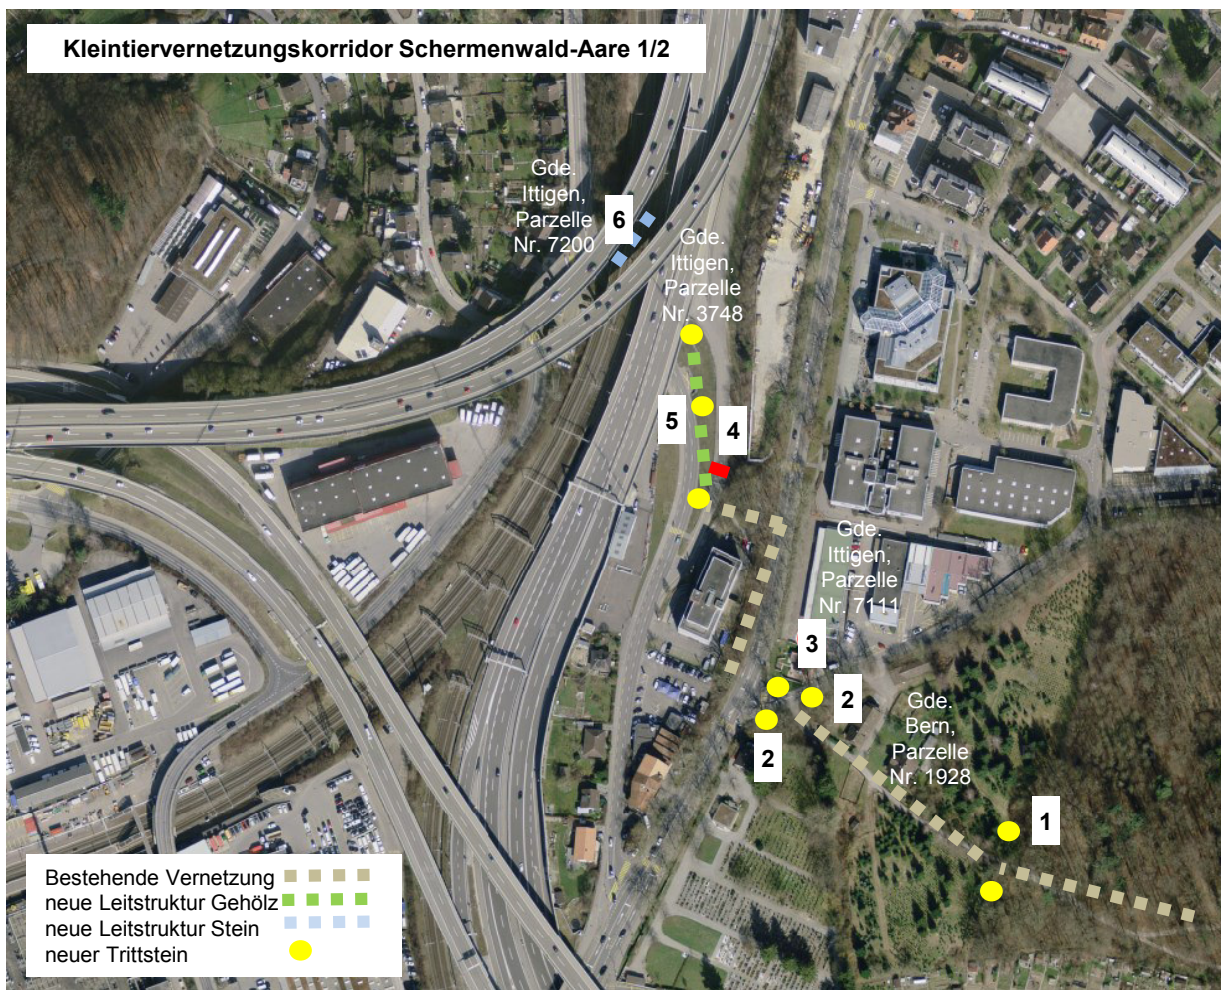 Kleintiervernetzungskorridor Schermenwald-Aare 1/2
Gde.
Ittigen,
Parzelle
Nr. 7200
6
Gde.
Ittigen,
Parzelle
Nr. 3748
5
4
Gde.
Ittigen,
Parzelle
Nr. 7111
3
2
2
Gde.
Bern,
Parzelle
Nr. 1928
1
Bestehende Vernetzung
neue Leitstruktur Gehölz
neue Leitstruktur Stein
neuer Trittstein